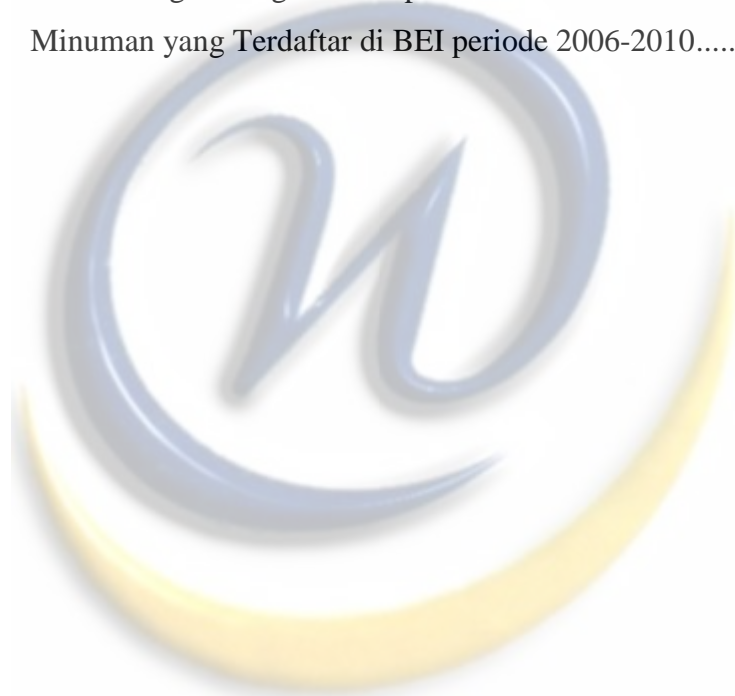 Minuman yang Terdaftar di BEI periode 2006-2010.....